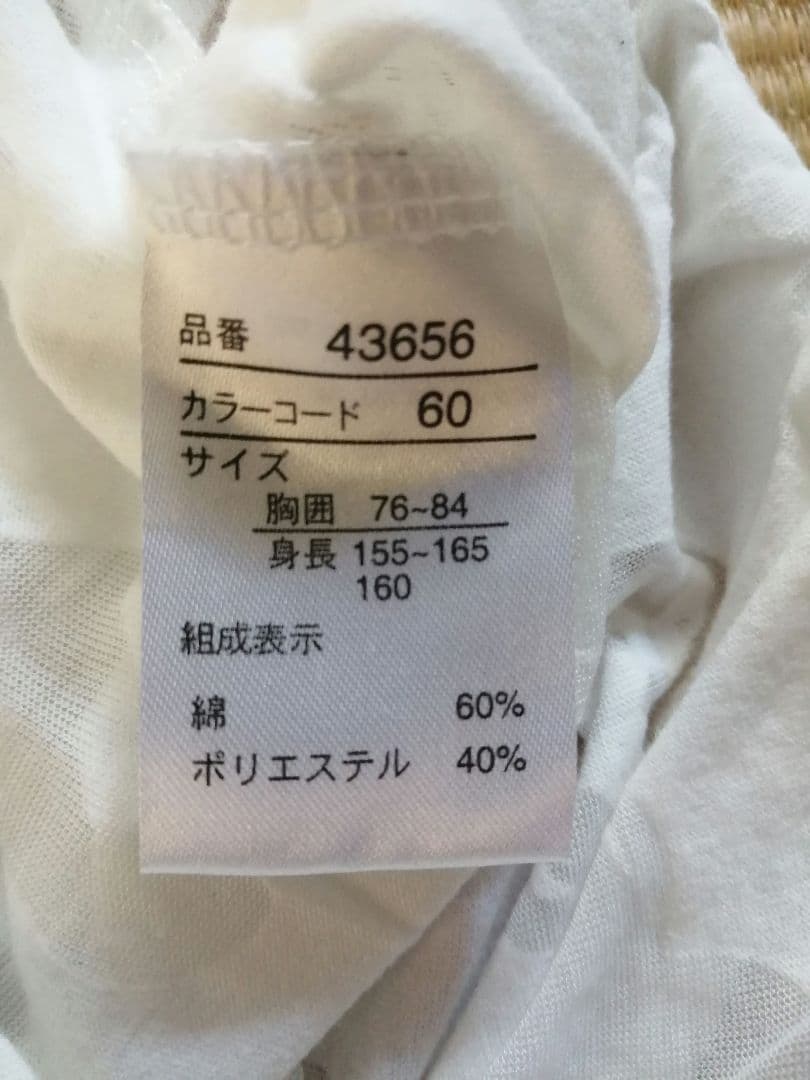 品番 43656
カラーコード 60
サイズ
胸囲 76~84
身長 155~165
160
組成表示
綿 60%
ポリエステル 40%